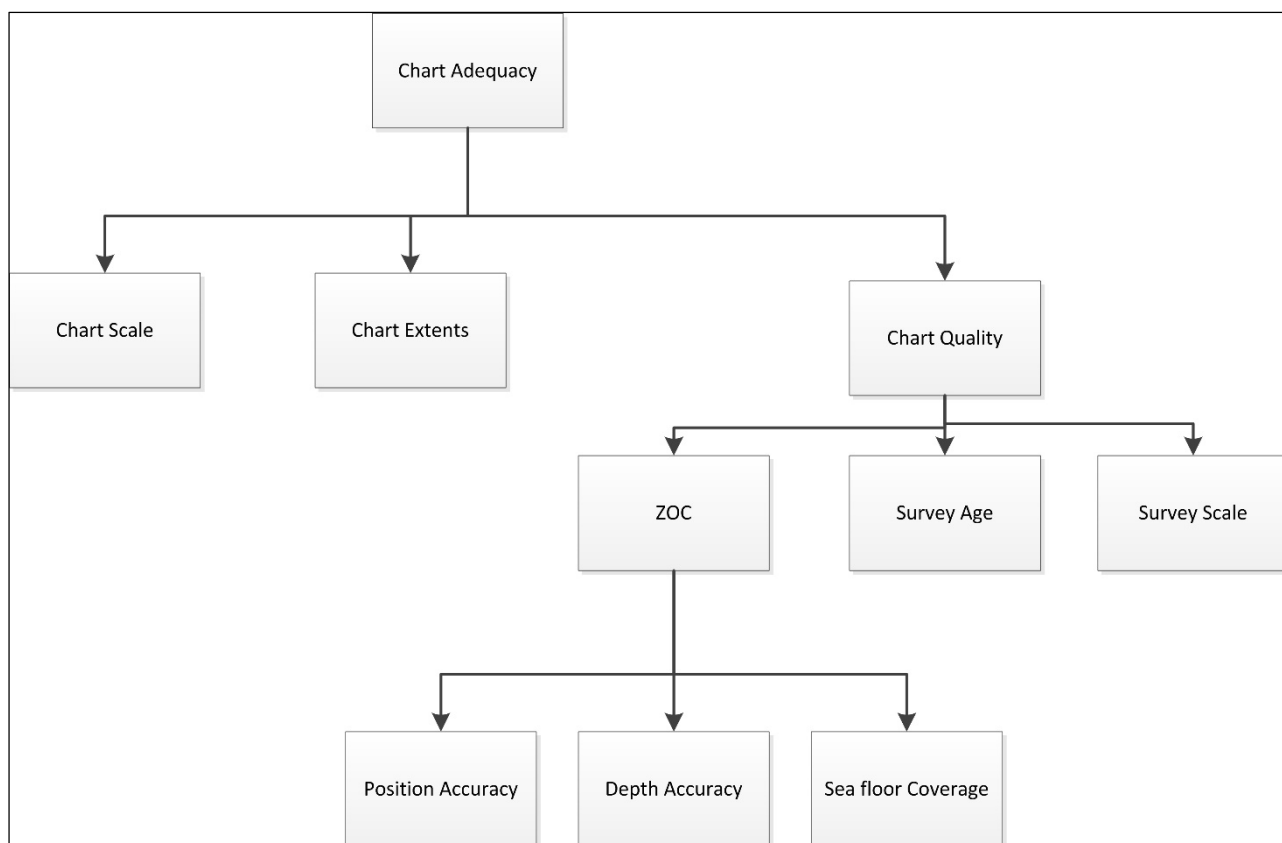 Chart Adequacy
Chart Scale
Chart Extents
Chart Quality
ZOC
Survey Age
Survey Scale
Position Accuracy
Depth Accuracy
Sea floor Coverage